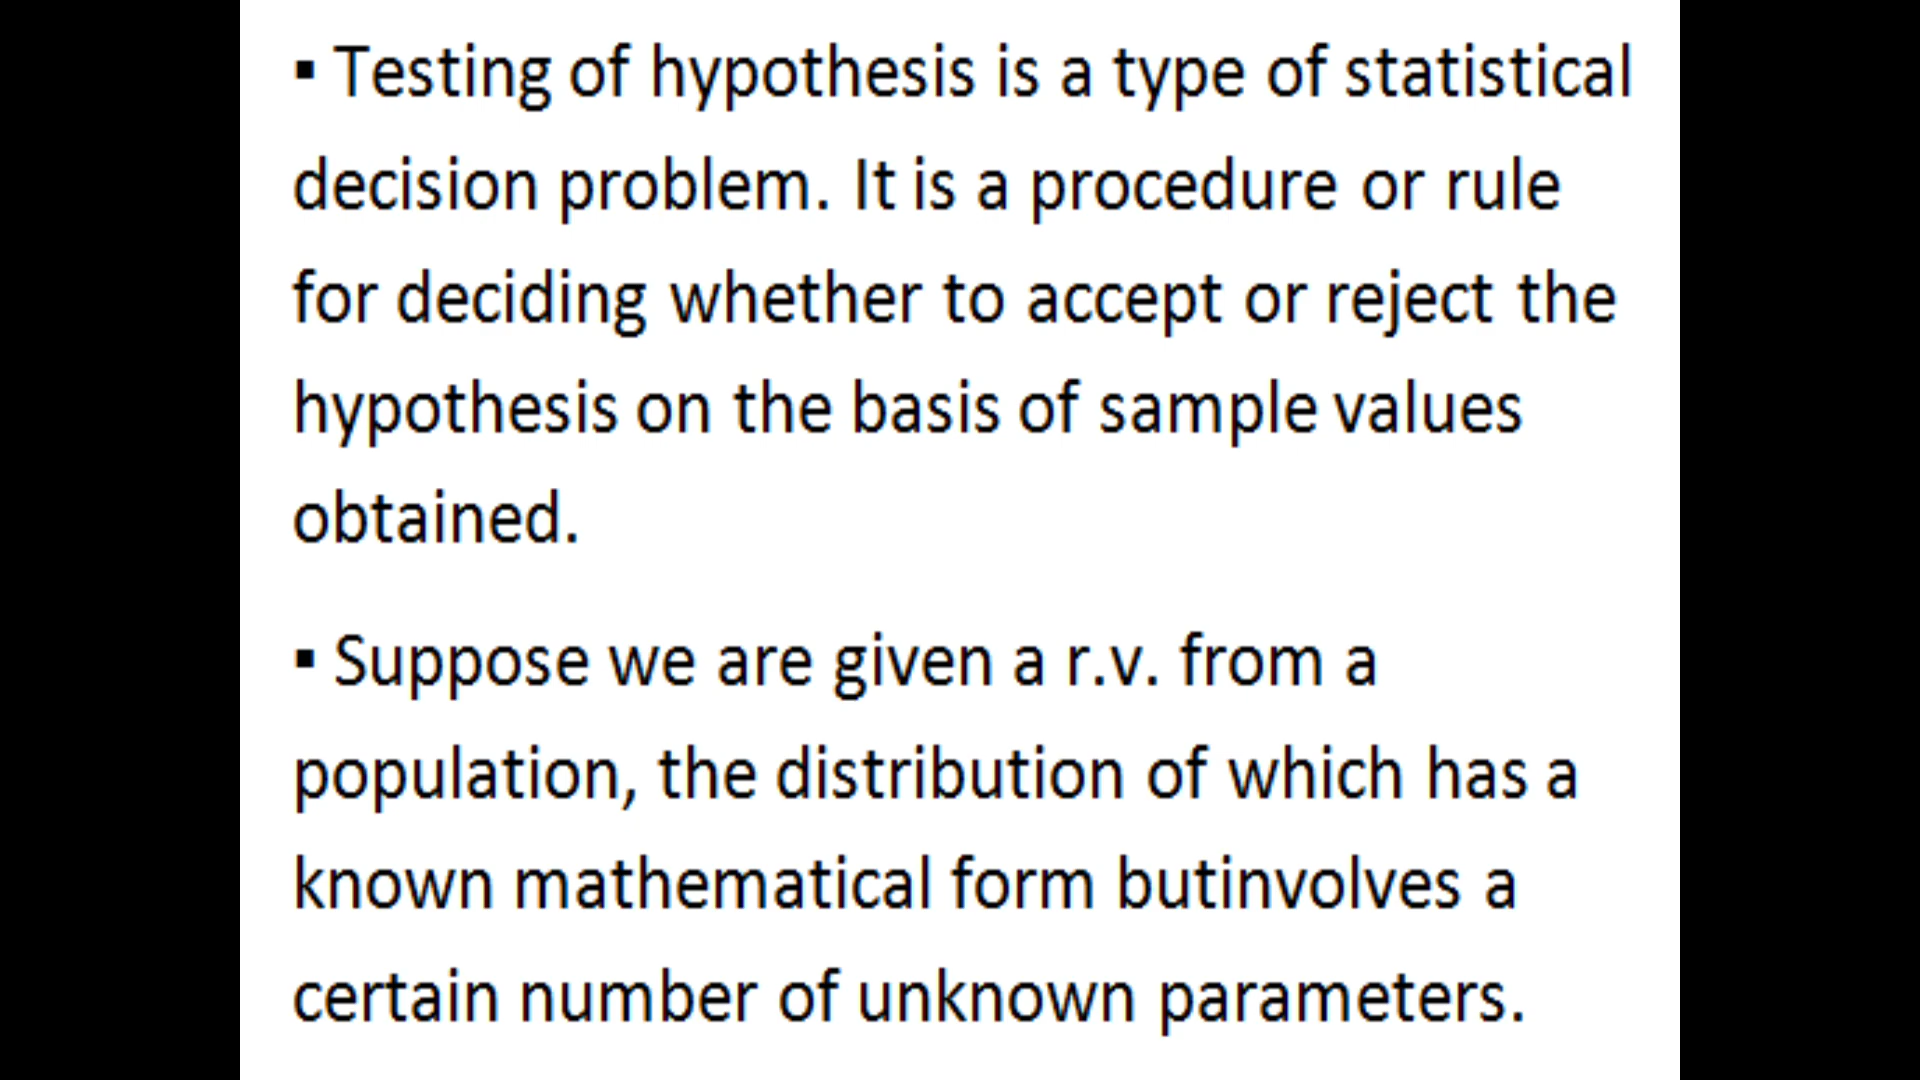 ▪ Testing of hypothesis is a type of statistical
decision problem. It is a procedure or rule
for deciding whether to accept or reject the
hypothesis on the basis of sample values
obtained.
▪ Suppose we are given a r.v. from a
population, the distribution of which has a
known mathematical form butinvolves a
certain number of unknown parameters.